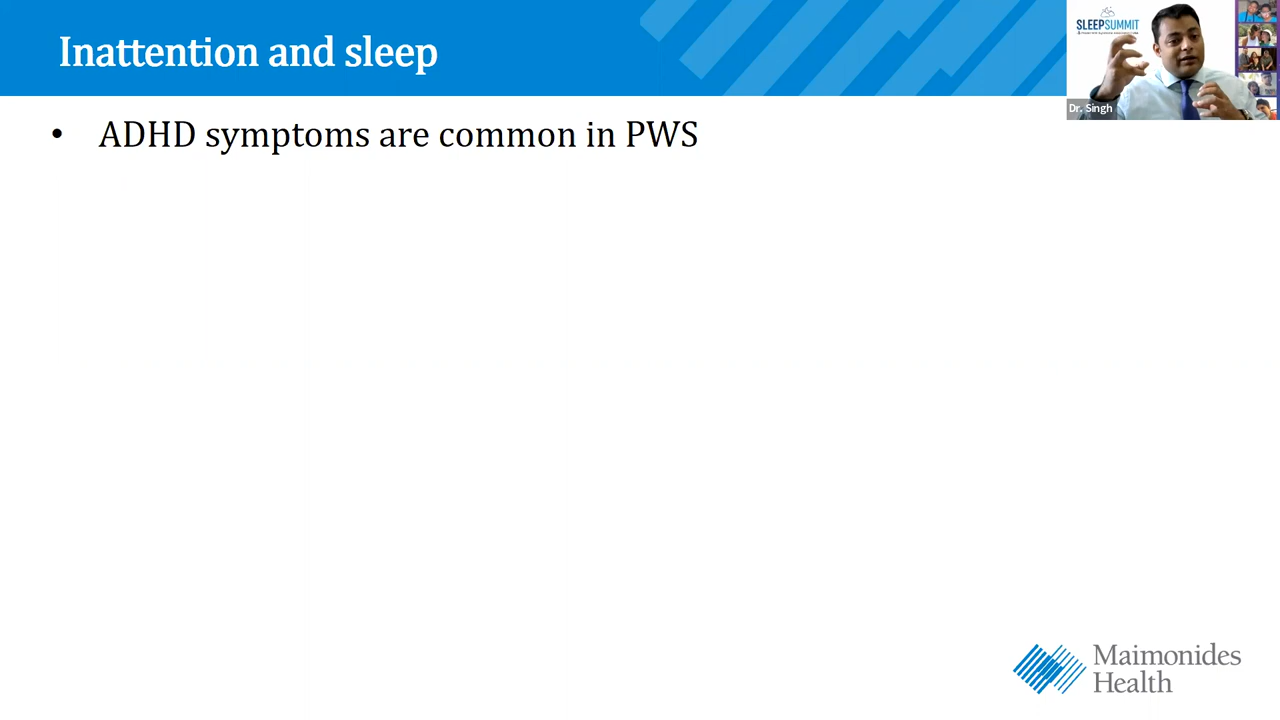 Inattention and sleep
SLEEPSUMMIT
Dr. Singh
• ADHD symptoms are common in PWS
Maimonides
Health